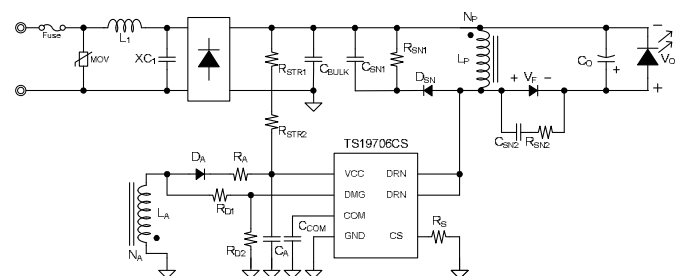 Fuse
L1
MOV
XC1
RSTR1
CBULK
CSN1
RSN1
DSN
NP
LP
+ VF −
CSN2
RSN2
CO
+
−
VO
+
RSTR2
TS19706CS
DA
RA
RD1
LA
NA
RD2
CA
CCOM
VCC
DRN
DMG
DRN
COM
GND
CS
RS